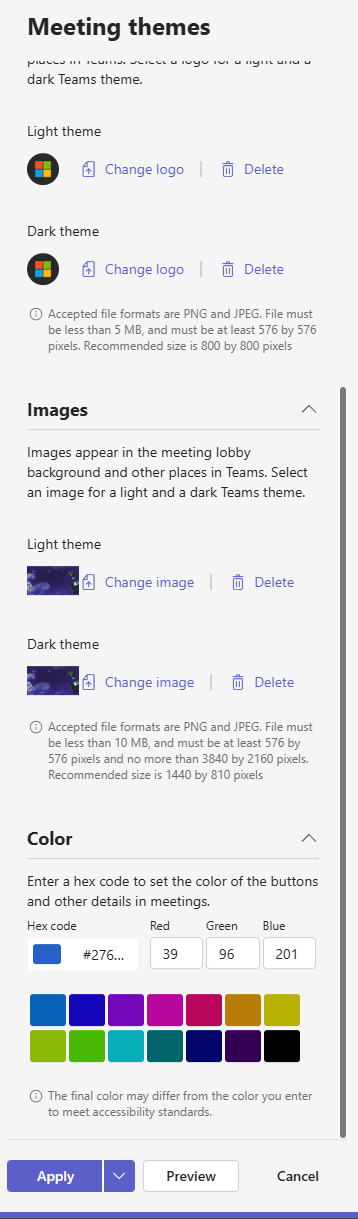 Meeting themes
places in Teams. Select a logo for a light and a
dark Teams theme.
Light theme
Change logo | Delete
Dark theme
Change logo | Delete
Accepted file formats are PNG and JPEG. File must
be less than 5 MB, and must be at least 576 by 576
pixels. Recommended size is 800 by 800 pixels
Images
Images appear in the meeting lobby
background and other places in Teams. Select
an image for a light and a dark Teams theme.
Light theme
Change image | Delete
Dark theme
Change image | Delete
Accepted file formats are PNG and JPEG. File must
be less than 10 MB, and must be at least 576 by
576 pixels and no more than 3840 by 2160 pixels.
Recommended size is 1440 by 810 pixels
Color
Enter a hex code to set the color of the buttons
and other details in meetings.
Hex code Red Green Blue
#276... 39 96 201
The final color may differ from the color you enter
to meet accessibility standards.
Apply Preview Cancel